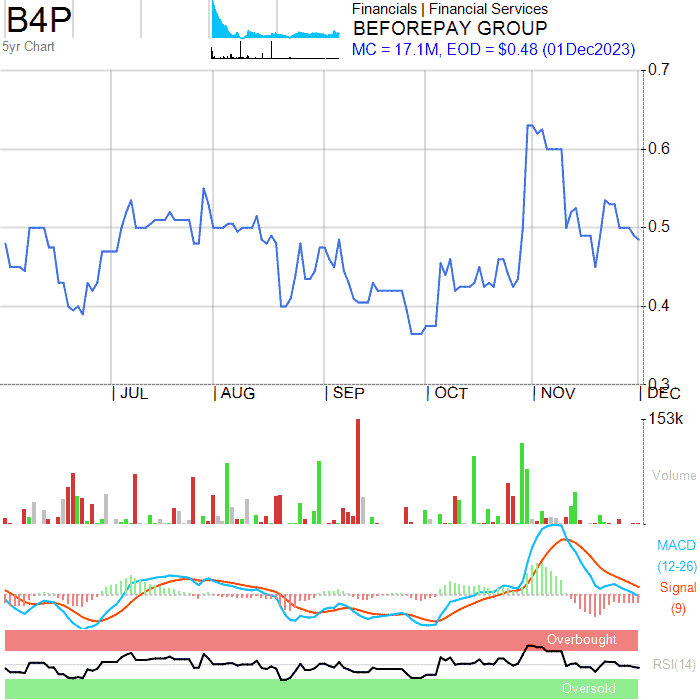 B4P
5yr Chart
Financials | Financial Services
BEFOREPAY GROUP
MC = 17.1M, EOD = $0.48 (01Dec2023)
0.7
0.6
0.5
0.4
0.3
JUL AUG SEP OCT NOV DEC
153k
Volume
MACD
(12-26)
Signal
(9)
Overbought
RSI(14)
Oversold